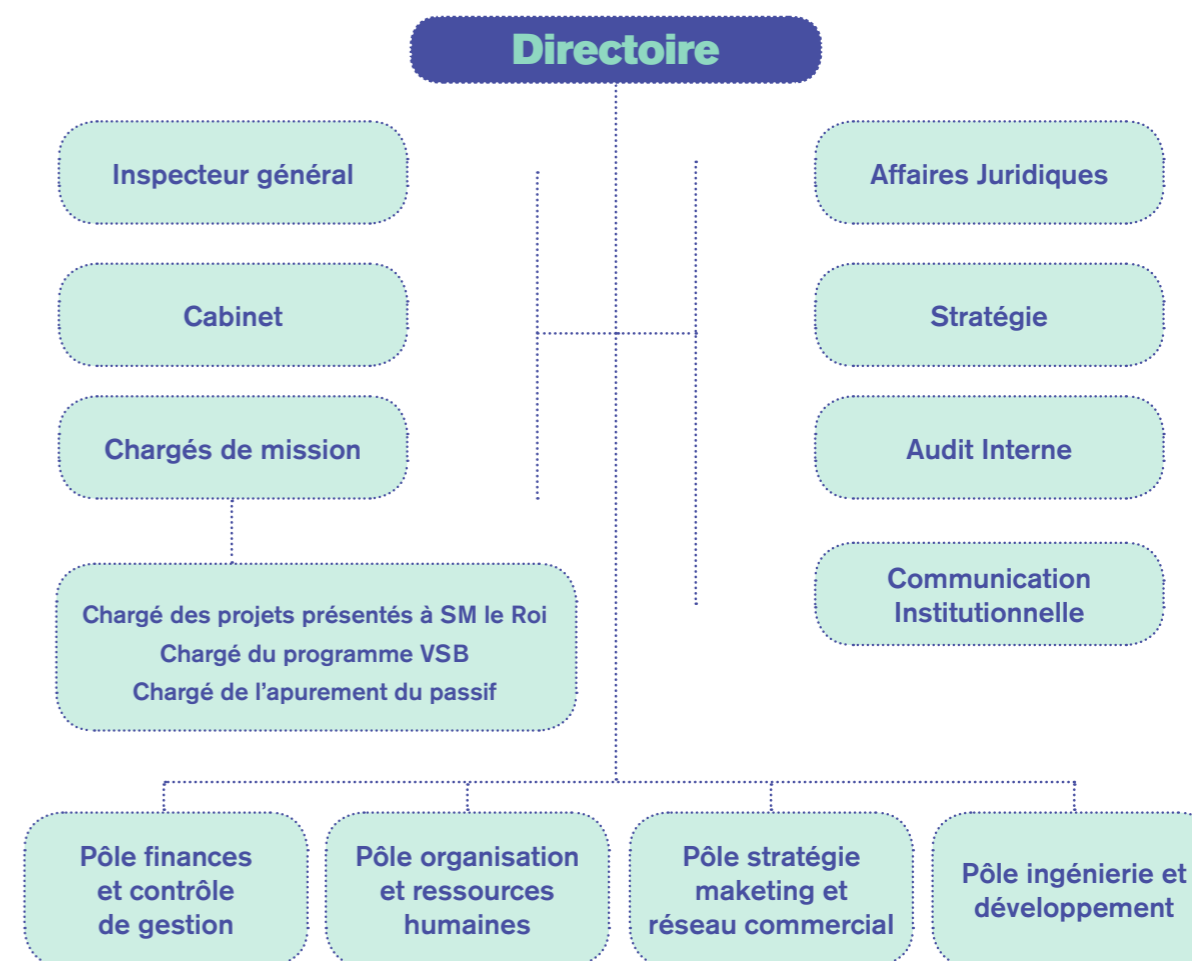 Directoire
Inspecteur général
Affaires Juridiques
Cabinet
Stratégie
Chargés de mission
Audit Interne
Chargé des projets présentés à SM le Roi
Chargé du programme VSB
Chargé de l'apurement du passif
Communication
Institutionnelle
Pôle finances
et contrôle
de gestion
Pôle organisation
et ressources
humaines
Pôle stratégie
maketing et
réseau commercial
Pôle ingénierie et
développement